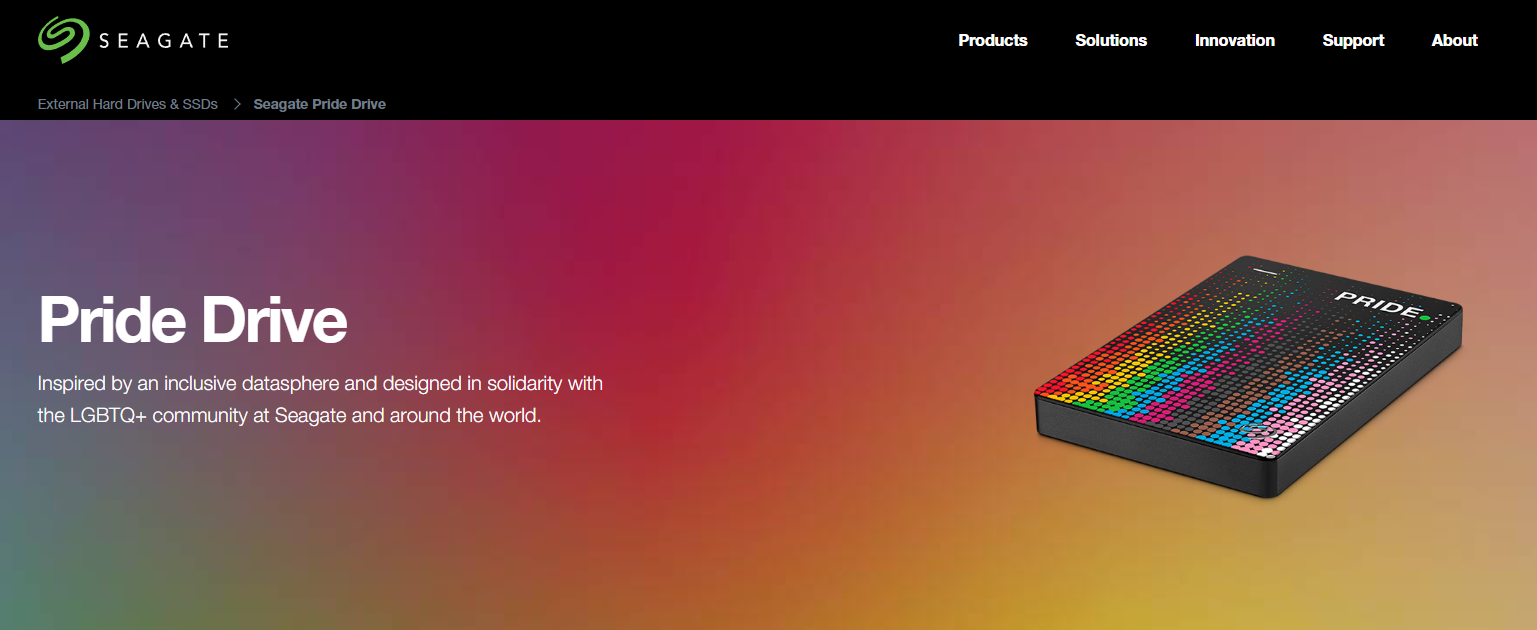 SEAGATE
Products
Solutions
Innovation
Support
About
External Hard Drives & SSDs
Seagate Pride Drive
PRIDE
Pride Drive
Inspired by an inclusive datasphere and designed in solidarity with
the LGBTQ+ community at Seagate and around the world.